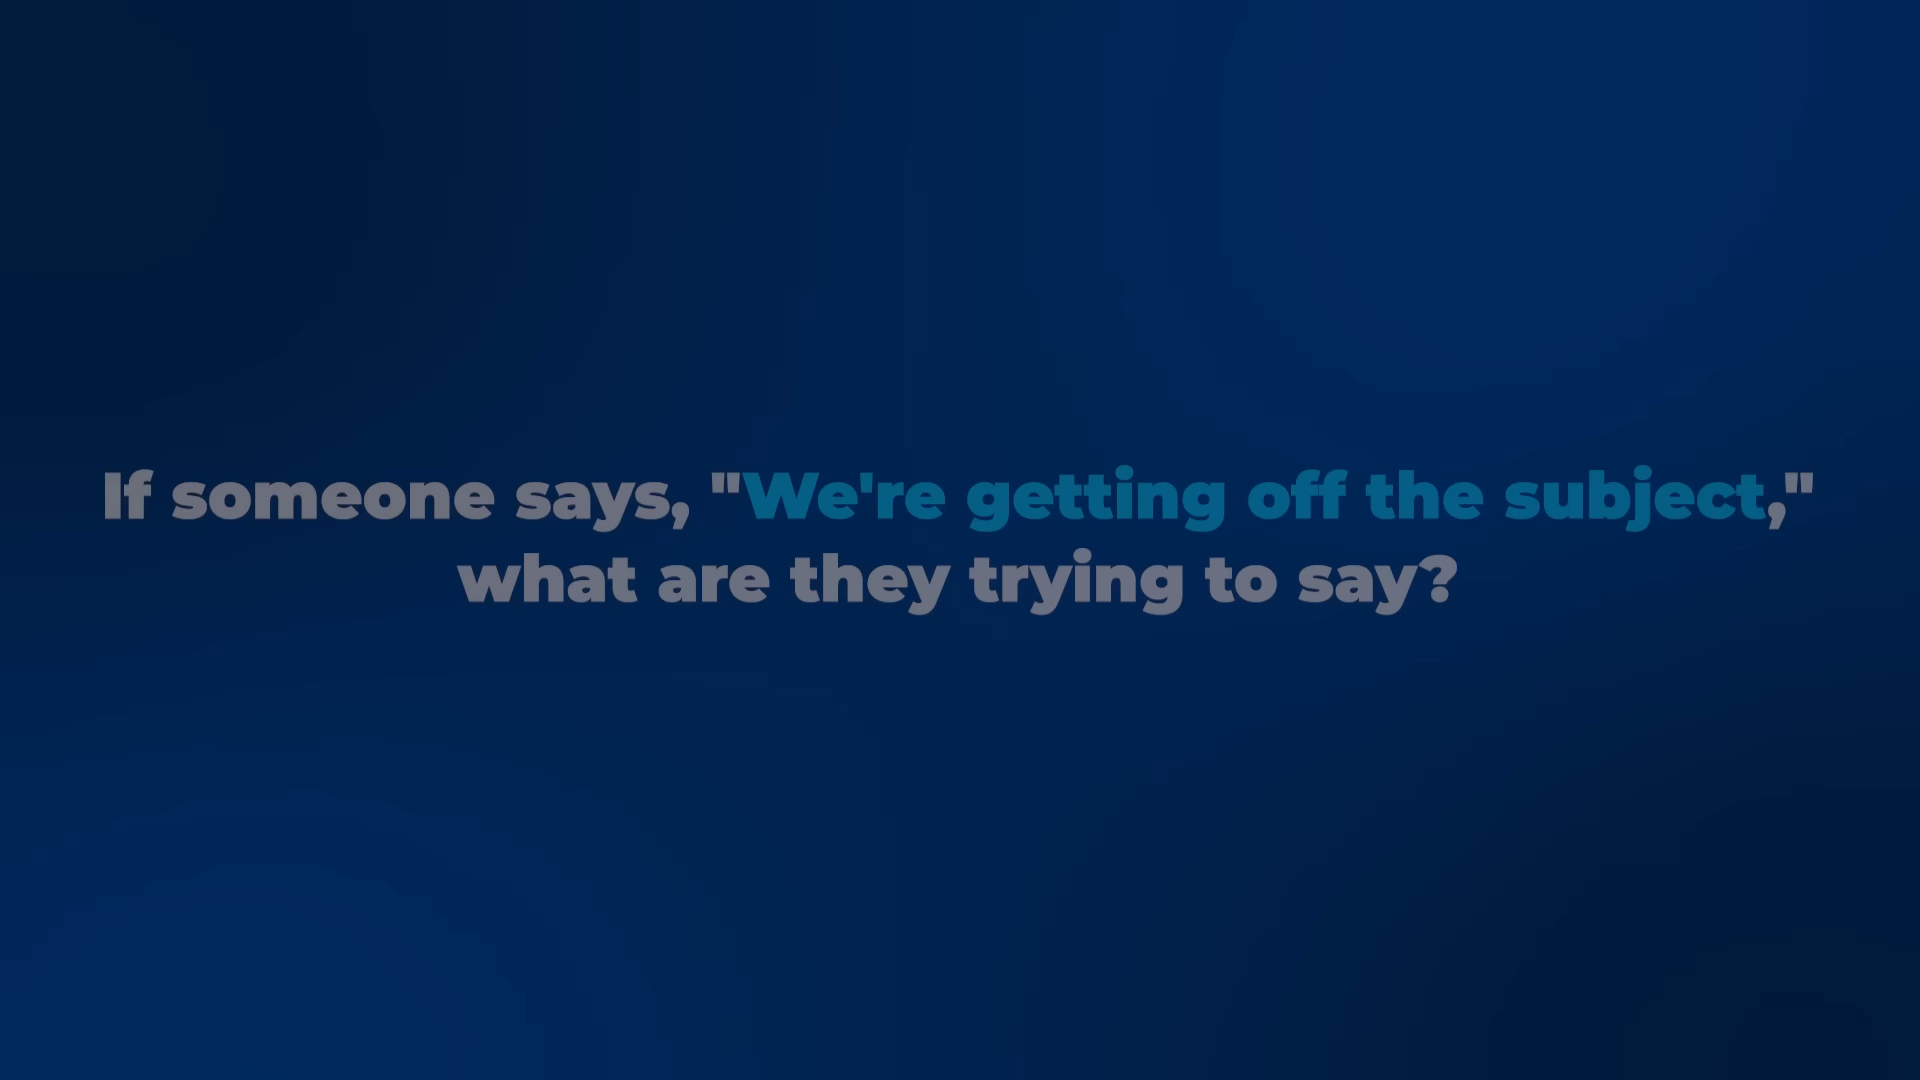 If someone says, "We're getting off the subject,"
what are they trying to say?